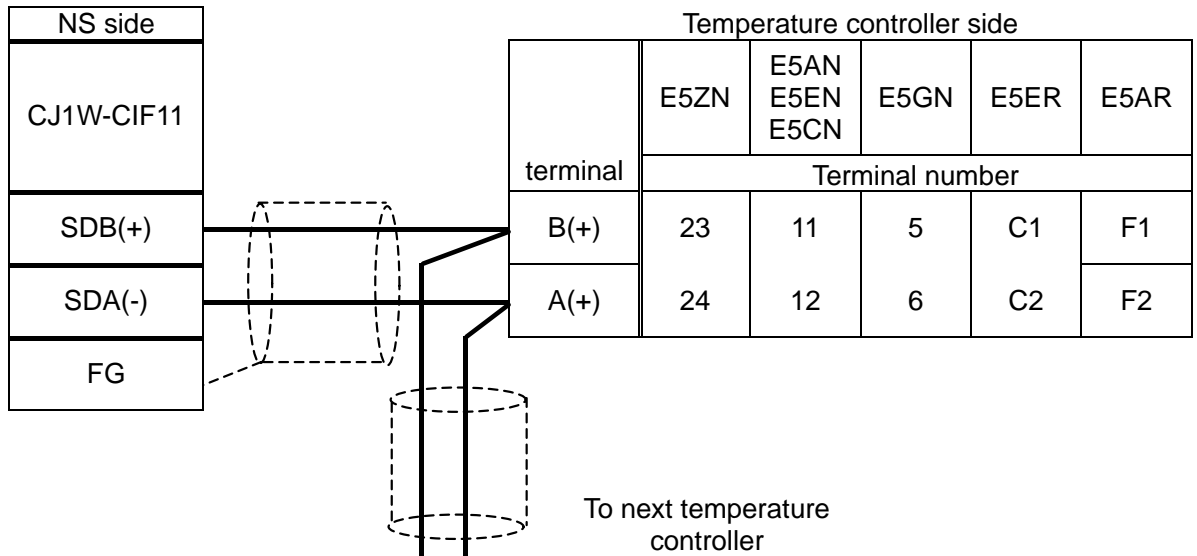 NS side
CJ1W-CIF11
SDB(+)
SDA(-)
FG
Temperature controller side
terminal
E5ZN
E5AN
E5EN
E5CN
E5GN
E5ER
E5AR
Terminal number
B(+) 23 11 5 C1 F1
A(+) 24 12 6 C2 F2
To next temperature
controller